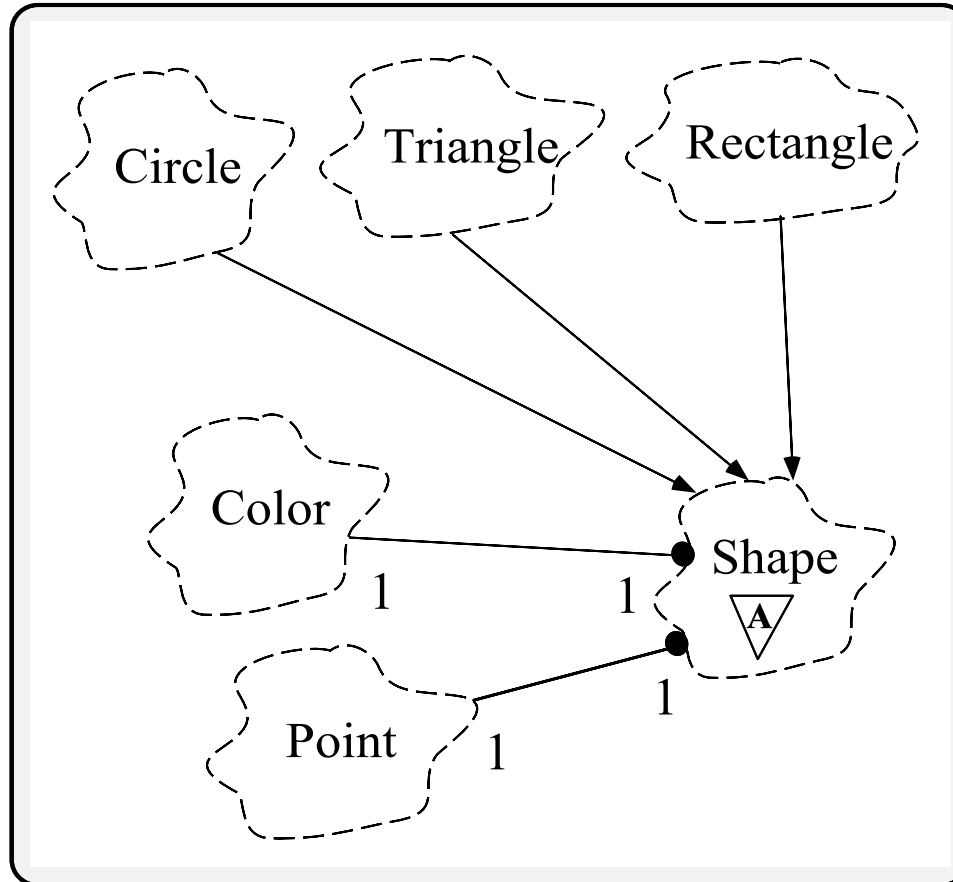 Circle
Triangle
Rectangle
Color
1
1
Shape
A
Point
1
1